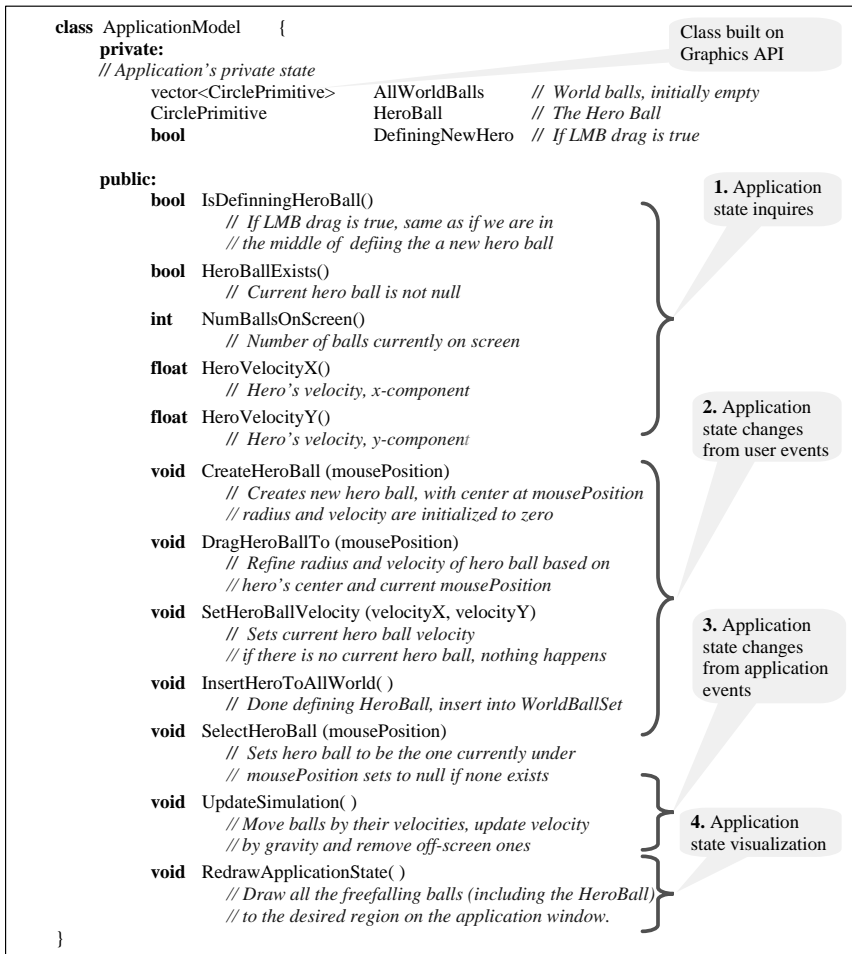 class ApplicationModel {
private:
// Application's private state
vector<CirclePrimitive> AllWorldBalls // World balls, initially empty
CirclePrimitive HeroBall // The Hero Ball
bool DefiningNewHero // If LMB drag is true
Class built on
Graphics API
public:
bool IsDefinningHeroBall()
// If LMB drag is true, same as if we are in
// the middle of defiing the a new hero ball
bool HeroBallExists()
// Current hero ball is not null
int NumBallsOnScreen()
// Number of balls currently on screen
float HeroVelocityX()
// Hero's velocity, x-component
float HeroVelocityY()
// Hero's velocity, y-component
1. Application
state inquires
void CreateHeroBall (mousePosition)
// Creates new hero ball, with center at mousePosition
// radius and velocity are initialized to zero
void DragHeroBallTo (mousePosition)
// Refine radius and velocity of hero ball based on
// hero's center and current mousePosition
void SetHeroBallVelocity (velocityX, velocityY)
// Sets current hero ball velocity
// if there is no current hero ball, nothing happens
void InsertHeroToAllWorld( )
// Done defining HeroBall, insert into WorldBallSet
void SelectHeroBall (mousePosition)
// Sets hero ball to be the one currently under
// mousePosition sets to null if none exists
2. Application
state changes
from user events
void UpdateSimulation( )
// Move balls by their velocities, update velocity
// by gravity and remove off-screen ones
3. Application
state changes
from application
events
void RedrawApplicationState( )
// Draw all the freefalling balls (including the HeroBall)
// to the desired region on the application window.
4. Application
state visualization
}